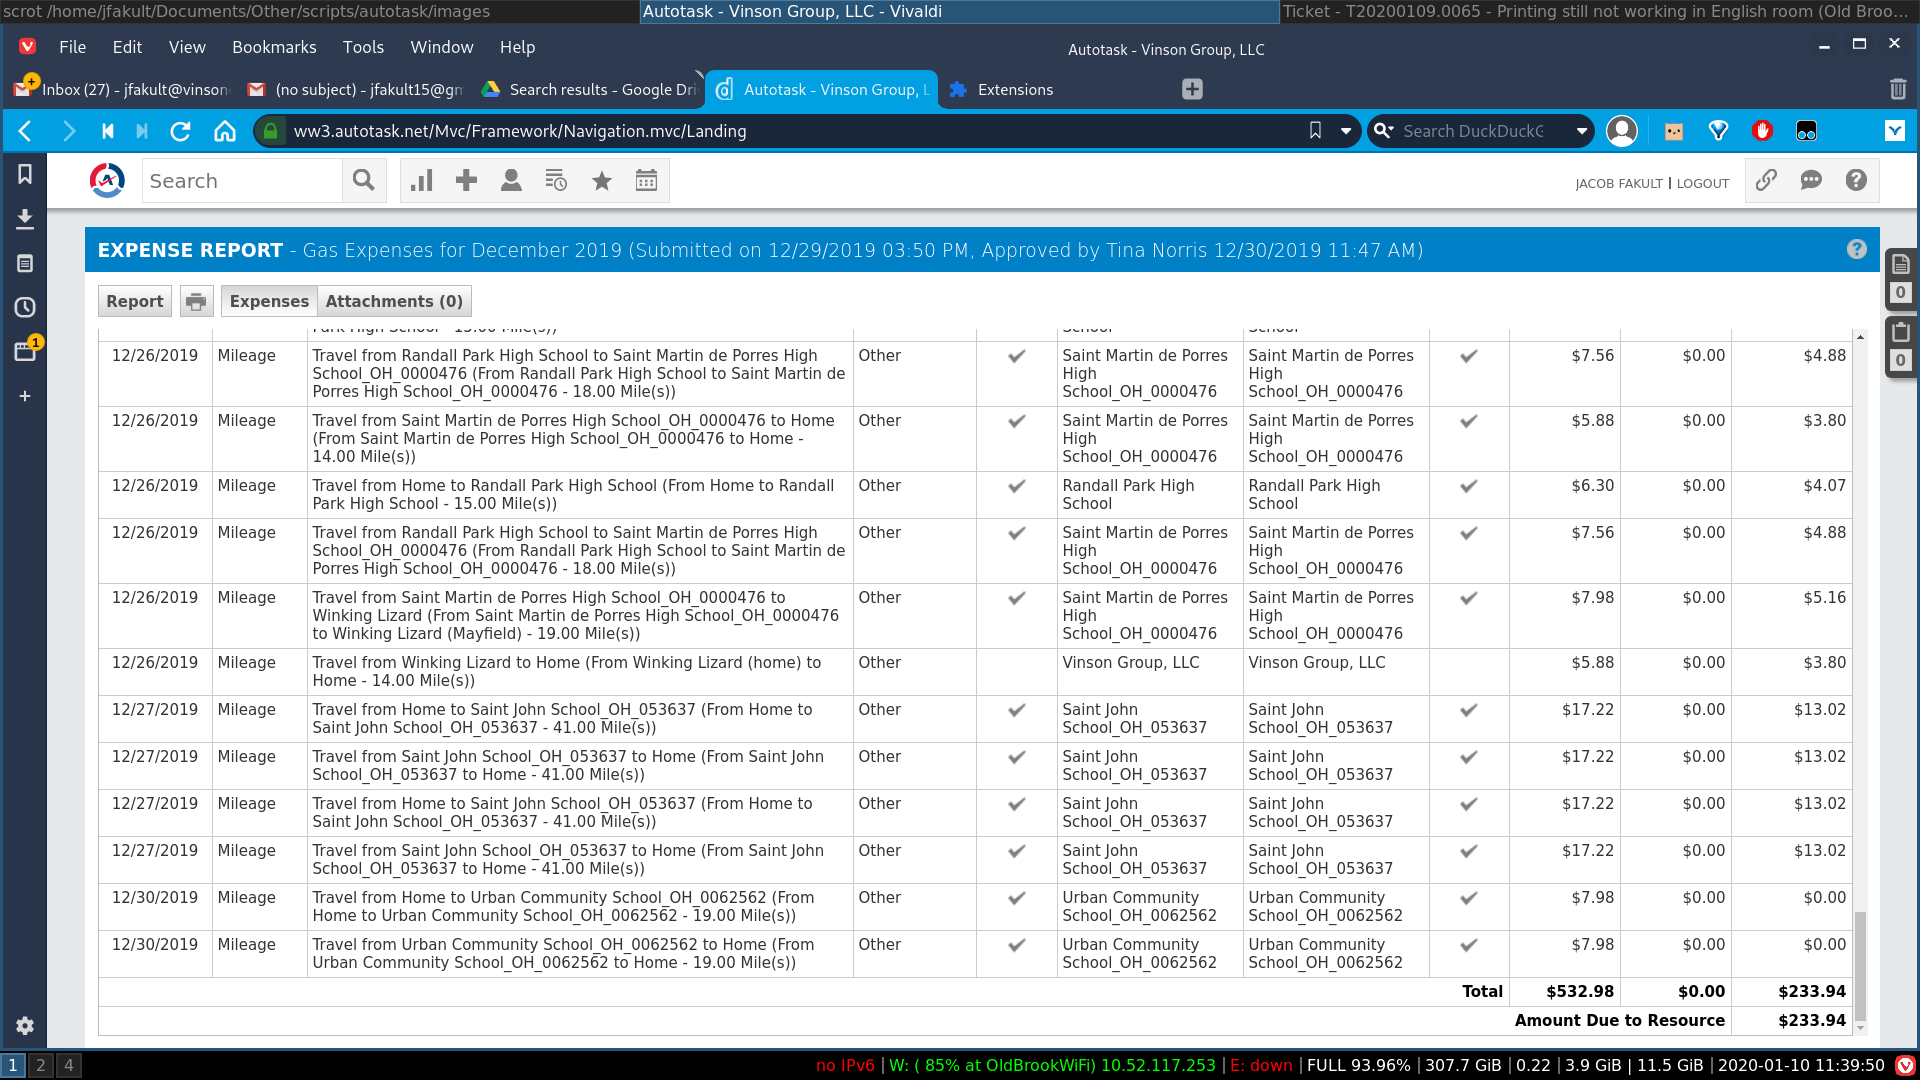 scrot /home/jfakult/Documents/Other/scripts/autotask/images
Autotask - Vinson Group, LLC - Vivaldi
Ticket - T20200109.0065 - Printing still not working in English room (Old Broo...
File Edit View Bookmarks Tools Window Help
Autotask - Vinson Group, LLC
Inbox (27) - jfakult@vinson
(no subject) - jfakult15@gm
Search results - Google Dri
Autotask - Vinson Group, L
Extensions
ww3.autotask.net/Mvc/Framework/Navigation.mvc/Landing
Search DuckDuckG
Search
JACOB FAKULT | LOGOUT
EXPENSE REPORT - Gas Expenses for December 2019 (Submitted on 12/29/2019 03:50 PM, Approved by Tina Norris 12/30/2019 11:47 AM)
0
0
1
Report Expenses Attachments (0)
Park High School - 15.00 Mile(s)) School School
12/26/2019 Mileage Travel from Randall Park High School to Saint Martin de Porres High Other Saint Martin de Porres Saint Martin de Porres $7.56 $0.00 $4.88
School_OH_0000476 (From Randall Park High School to Saint Martin de High High
Porres High School_OH_0000476 - 18.00 Mile(s)) School_OH_0000476 School_OH_0000476
12/26/2019 Mileage Travel from Saint Martin de Porres High School_OH_0000476 to Home Other Saint Martin de Porres Saint Martin de Porres $5.88 $0.00 $3.80
(From Saint Martin de Porres High School_OH_0000476 to Home - High High
14.00 Mile(s)) School_OH_0000476 School_OH_0000476
12/26/2019 Mileage Travel from Home to Randall Park High School (From Home to Randall Other Randall Park High Randall Park High $6.30 $0.00 $4.07
Park High School - 15.00 Mile(s)) School School
12/26/2019 Mileage Travel from Randall Park High School to Saint Martin de Porres High Other Saint Martin de Porres Saint Martin de Porres $7.56 $0.00 $4.88
School_OH_0000476 (From Randall Park High School to Saint Martin de High High
Porres High School_OH_0000476 - 18.00 Mile(s)) School_OH_0000476 School_OH_0000476
12/26/2019 Mileage Travel from Saint Martin de Porres High School_OH_0000476 to Other Saint Martin de Porres Saint Martin de Porres $7.98 $0.00 $5.16
Winking Lizard (From Saint Martin de Porres High School_OH_0000476 High High
to Winking Lizard (Mayfield) - 19.00 Mile(s)) School_OH_0000476 School_OH_0000476
12/26/2019 Mileage Travel from Winking Lizard to Home (From Winking Lizard (home) to Other Vinson Group, LLC Vinson Group, LLC $5.88 $0.00 $3.80
Home - 14.00 Mile(s))
12/27/2019 Mileage Travel from Home to Saint John School_OH_053637 (From Home to Other Saint John Saint John $17.22 $0.00 $13.02
Saint John School_OH_053637 - 41.00 Mile(s)) School_OH_053637 School_OH_053637
12/27/2019 Mileage Travel from Saint John School_OH_053637 to Home (From Saint John Other Saint John Saint John $17.22 $0.00 $13.02
School_OH_053637 to Home - 41.00 Mile(s)) School_OH_053637 School_OH_053637
12/27/2019 Mileage Travel from Home to Saint John School_OH_053637 (From Home to Other Saint John Saint John $17.22 $0.00 $13.02
Saint John School_OH_053637 - 41.00 Mile(s)) School_OH_053637 School_OH_053637
12/27/2019 Mileage Travel from Saint John School_OH_053637 to Home (From Saint John Other Saint John Saint John $17.22 $0.00 $13.02
School_OH_053637 to Home - 41.00 Mile(s)) School_OH_053637 School_OH_053637
12/30/2019 Mileage Travel from Home to Urban Community School_OH_0062562 (From Other Urban Community Urban Community $7.98 $0.00 $0.00
Home to Urban Community School_OH_0062562 - 19.00 Mile(s)) School_OH_0062562 School_OH_0062562
12/30/2019 Mileage Travel from Urban Community School_OH_0062562 to Home (From Other Urban Community Urban Community $7.98 $0.00 $0.00
Urban Community School_OH_0062562 to Home - 19.00 Mile(s)) School_OH_0062562 School_OH_0062562
Total $532.98 $0.00 $233.94
Amount Due to Resource $233.94
1 2 4
no IPv6 | W: ( 85% at OldBrookWiFi) 10.52.117.253 | E: down | FULL 93.96% | 307.7 GiB | 0.22 | 3.9 GiB | 11.5 GiB | 2020-01-10 11:39:50